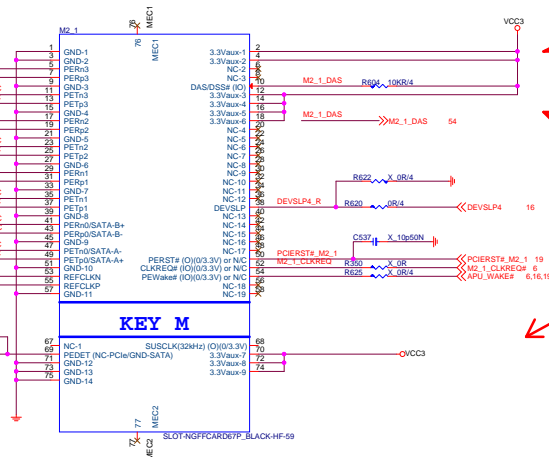 M2_1
76
MEC1
VCC3
76
MEC1
1 GND-1 3.3Vaux-1 2
3 GND-2 3.3Vaux-2 4
5 PERn3 NC-2 6
7 PERp3 NC-3 8
9 GND-3 DAS/DSS# (IO) 10 M2_1_DAS R604 10KR/4
11 PETn3 3.3Vaux-3 12
13 PETp3 3.3Vaux-4 14
15 GND-4 3.3Vaux-5 16
17 PERn2 3.3Vaux-6 18 M2_1_DAS M2_1_DAS 54
19 PERp2 NC-4 20
21 GND-5 NC-5 22
23 PETn2 NC-6 24
25 PETp2 NC-7 26
27 GND-6 NC-8 28
29 PERn1 NC-9 30
31 PERp1 NC-10 32 R622 X_0R/4
33 GND-7 NC-11 34
35 PETn1 NC-12 36
37 PETp1 DEVSLP 38 DEVSLP4_R R620 0R/4 DEVSLP4 16
39 GND-8 NC-13 40
41 PERn0/SATA-B+ NC-14 42
43 PERp0/SATA-B- NC-15 44
45 GND-9 NC-16 46 C537 X_10p50N
47 PETn0/SATA-A- NC-17 48
49 PETp0/SATA-A+ PERST# (O)(0/3.3V) or N/C 50 PCIERST#_M2_1 PCIERST#_M2_1 19
51 GND-10 CLKREQ# (IO)(0/3.3V) or N/C 52 M2_1_CLKREQ R350 X_0R M2_1_CLKREQ# 6
53 REFCLKN PEWake# (IO)(0/3.3V) or N/C 54 R625 X_0R/4 APU_WAKE# 6,16,19
55 REFCLKP NC-18 56
57 GND-11 NC-19 58
KEY M
67 NC-1 SUSCLK(32kHz) (O)(0/3.3V) 68
69 PEDET (NC-PCIe/GND-SATA) 3.3Vaux-7 70 VCC3
71 GND-12 3.3Vaux-8 72
73 GND-13 3.3Vaux-9 74
75 GND-14
77
MEC2
SLOT-NGFFCARD67P_BLACK-HF-59
77
MEC2